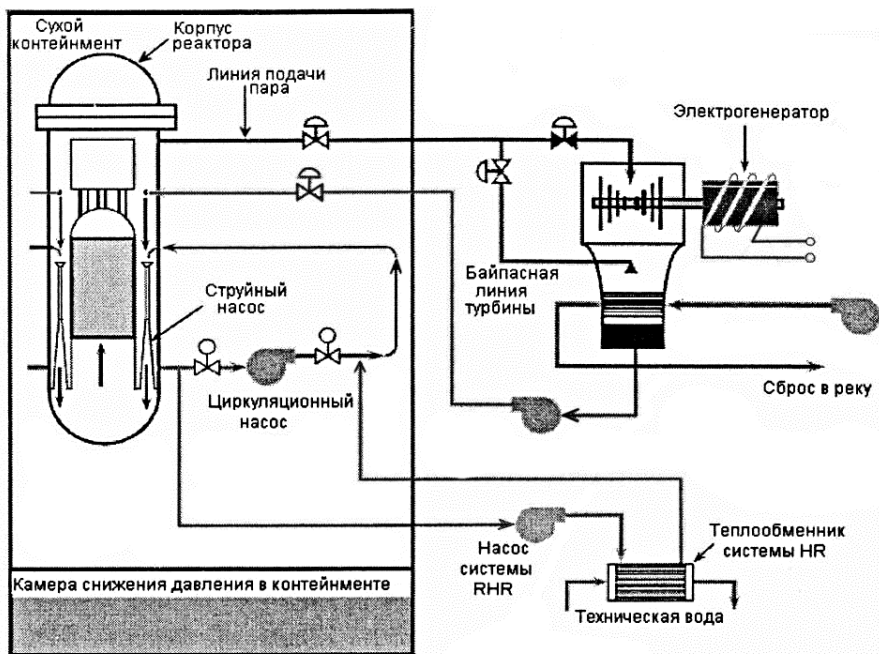 Сухой
контейнмент
Корпус
реактора
Линия подачи
пара
Электрогенератор
Байпасная
линия
турбины
Струйный
насос
Циркуляционный
насос
Сброс в реку
Насос
системы
RHR
Теплообменник
системы HR
Техническая вода
Камера снижения давления в контейнменте